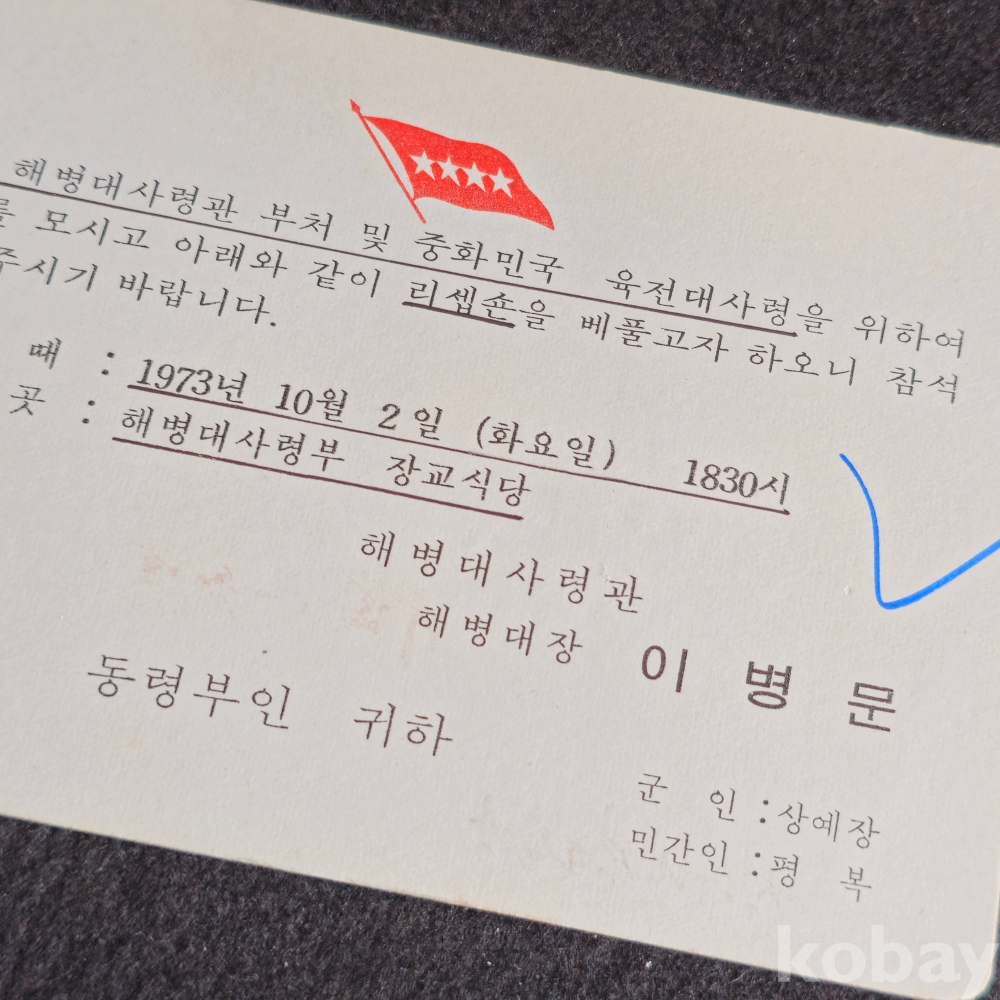 해병대사령관 부처 및 중화민국 육전대사령을 위하여
를 모시고 아래와 같이 리셉숀을 베풀고자 하오니 참석
주시기 바랍니다.
때 : 1973년 10월 2일 (화요일) 1830시
곳 : 해병대사령부 장교식당
해병대사령관
해병대장 이병문
동령부인 귀하
군 인 : 상예장
민간인 : 평 복
kobay